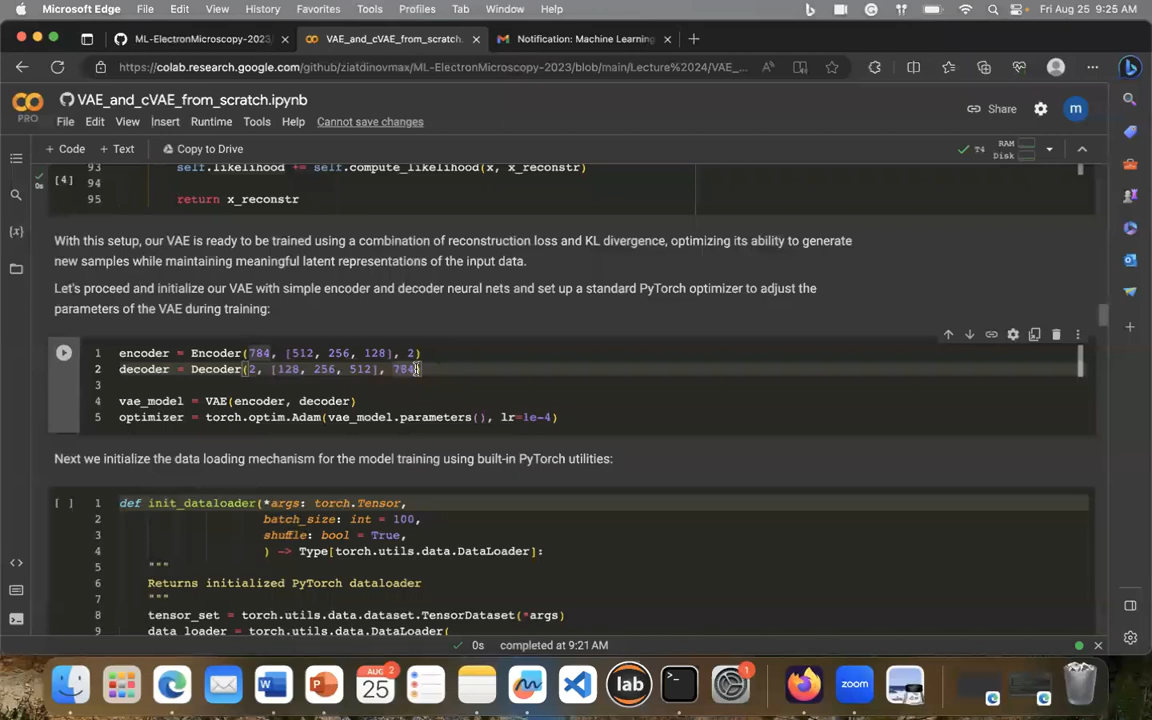 Microsoft Edge File Edit View History Favorites Tools Profiles Tab Window Help Fri Aug 25 9:25 AM
ML-ElectronMicroscopy-2023/ VAE_and_cVAE_from_scratch. Notification: Machine Learning
https://colab.research.google.com/github/ziatdinovmax/ML-ElectronMicroscopy-2023/blob/main/Lecture%2024/VAE_...
VAE_and_cVAE_from_scratch.ipynb
PRO File Edit View Insert Runtime Tools Help Cannot save changes Share m
+ Code + Text Copy to Drive T4 RAM Disk
[4] 0s
93 self.likelihood += self.compute_likelihood(x, x_reconstr)
94
95 return x_reconstr
With this setup, our VAE is ready to be trained using a combination of reconstruction loss and KL divergence, optimizing its ability to generate
new samples while maintaining meaningful latent representations of the input data.
Let's proceed and initialize our VAE with simple encoder and decoder neural nets and set up a standard PyTorch optimizer to adjust the
parameters of the VAE during training:
1 encoder = Encoder(784, [512, 256, 128], 2)
2 decoder = Decoder(2, [128, 256, 512], 784)
3
4 vae_model = VAE(encoder, decoder)
5 optimizer = torch.optim.Adam(vae_model.parameters(), lr=1e-4)
Next we initialize the data loading mechanism for the model training using built-in PyTorch utilities:
[ ] 1 def init_dataloader(*args: torch.Tensor,
2 batch_size: int = 100,
3 shuffle: bool = True,
4 ) -> Type[torch.utils.data.DataLoader]:
5 """
6 Returns initialized PyTorch dataloader
7 """
8 tensor_set = torch.utils.data.dataset.TensorDataset(*args)
9 data_loader = torch.utils.data.DataLoader(
0s completed at 9:21 AM
AUG 2
25 lab zoom 1